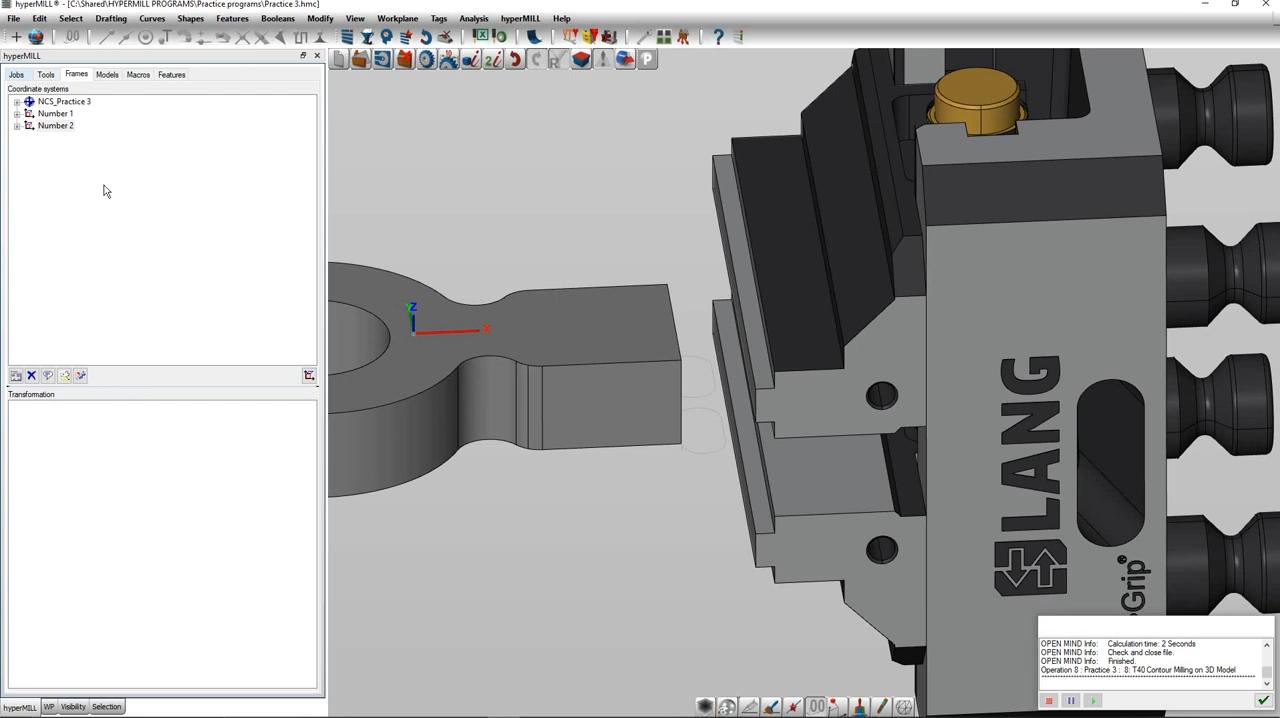 hyperMILL® - [C:\Shared\HYPERMILL PROGRAMS\Practice programs\Practice 3.hmc]
File Edit Select Drafting Curves Shapes Features Booleans Modify View Workplane Tags Analysis hyperMILL Help
hyperMILL
Jobs Tools Frames Models Macros Features
Coordinate systems
NCS_Practice 3
Number 1
Number 2
Transformation
Z
X
LANG
Grip®
OPEN MIND Info: Calculation time: 2 Seconds
OPEN MIND Info: Check and close file.
OPEN MIND Info: Finished.
Operation 8 : Practice 3 : 8: T40 Contour Milling on 3D Model
hyperMILL WP Visibility Selection